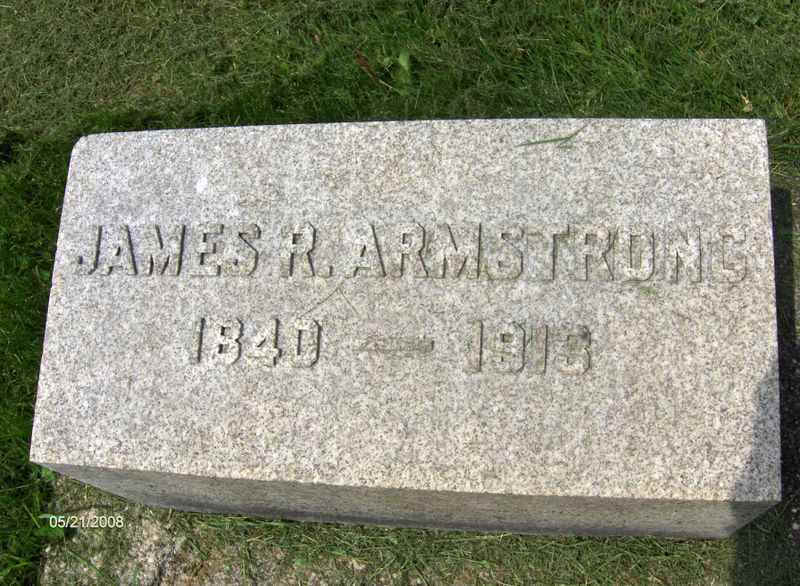 JAMES R. ARMSTRONG
1840 — 1913
05/21/2008